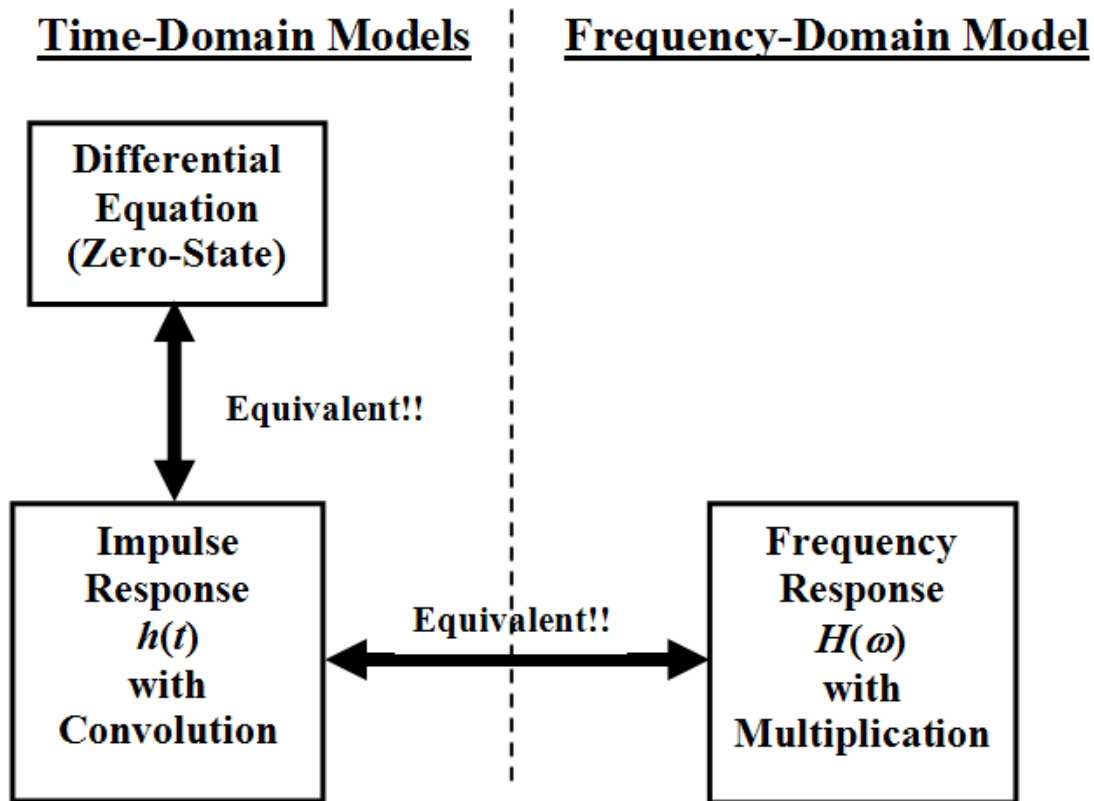 Time-Domain Models
Frequency-Domain Model
Differential
Equation
(Zero-State)
Equivalent!!
Impulse
Response
h(t)
with
Convolution
Equivalent!!
Frequency
Response
H(ω)
with
Multiplication